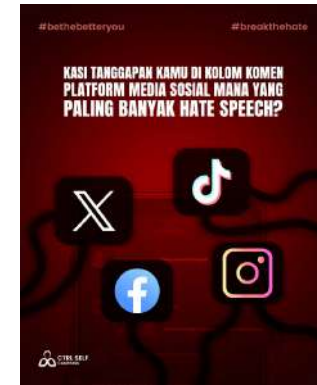 #bethebetteryou
#breakthehate
KASI TANGGAPAN KAMU DI KOLOM KOMEN
PLATFORM MEDIA SOSIAL MANA YANG
PALING BANYAK HATE SPEECH?
CTRL SELF